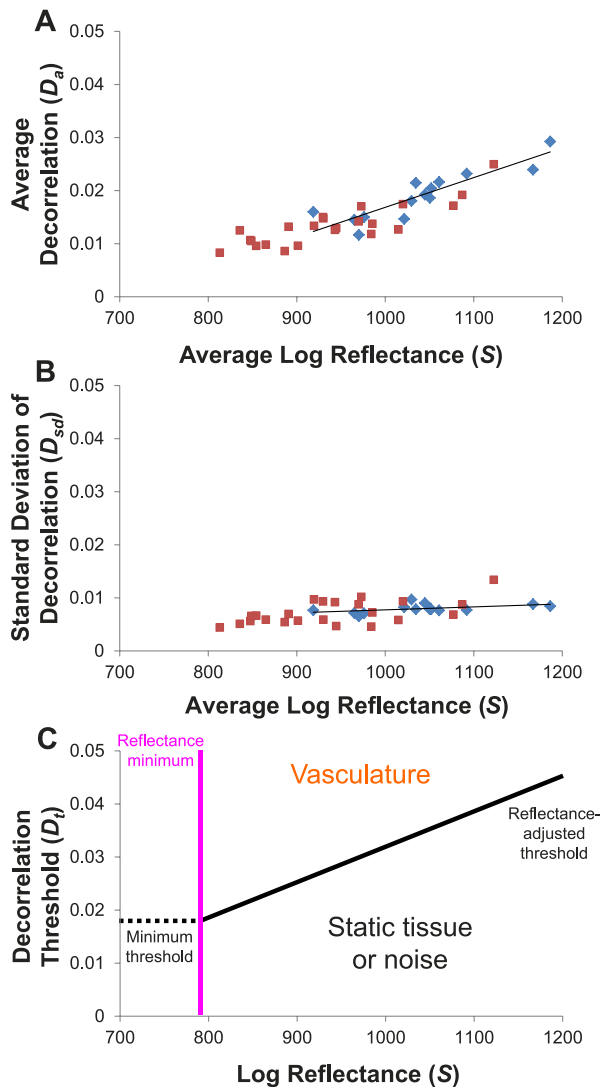 A
Average
Decorrelation (Da)
0.05
0.04
0.03
0.02
0.01
0
700 800 900 1000 1100 1200
Average Log Reflectance (S)
B
Standard Deviation of
Decorrelation (Dsd)
0.05
0.04
0.03
0.02
0.01
0
700 800 900 1000 1100 1200
Average Log Reflectance (S)
C
Decorrelation
Threshold (Dt)
0.05
0.04
0.03
0.02
0.01
0
Reflectance
minimum
Vasculature
Reflectance-
adjusted
threshold
Minimum
threshold
Static tissue
or noise
700 800 900 1000 1100 1200
Log Reflectance (S)